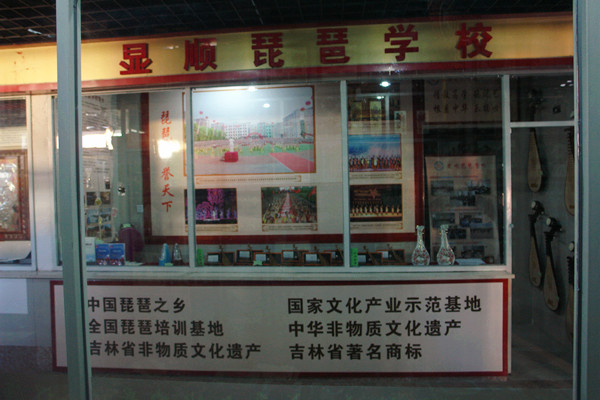 显顺琵琶学校
琵琶誉天下
中国琵琶之乡
全国琵琶培训基地
吉林省非物质文化遗产
国家文化产业示范基地
中华非物质文化遗产
吉林省著名商标